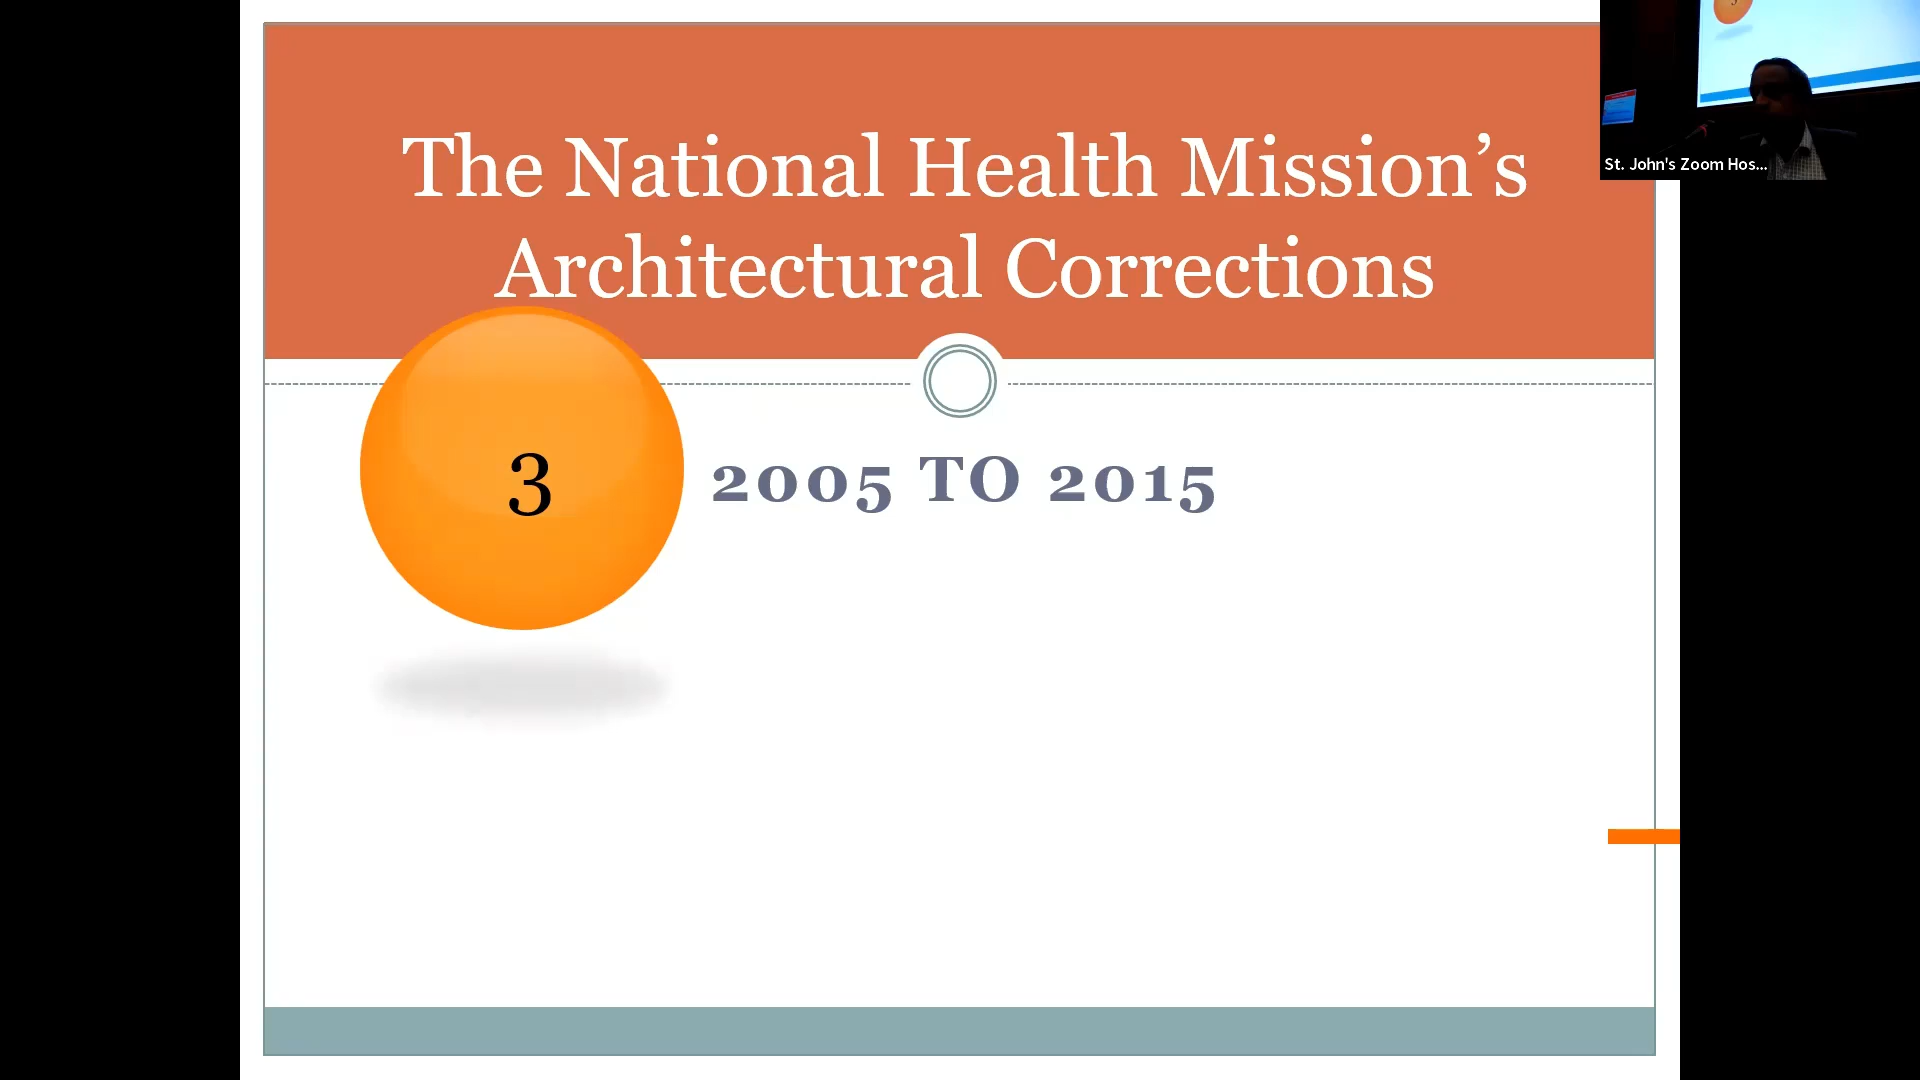 The National Health Mission’s
Architectural Corrections
3
2005 TO 2015
St. John's Zoom Hos...